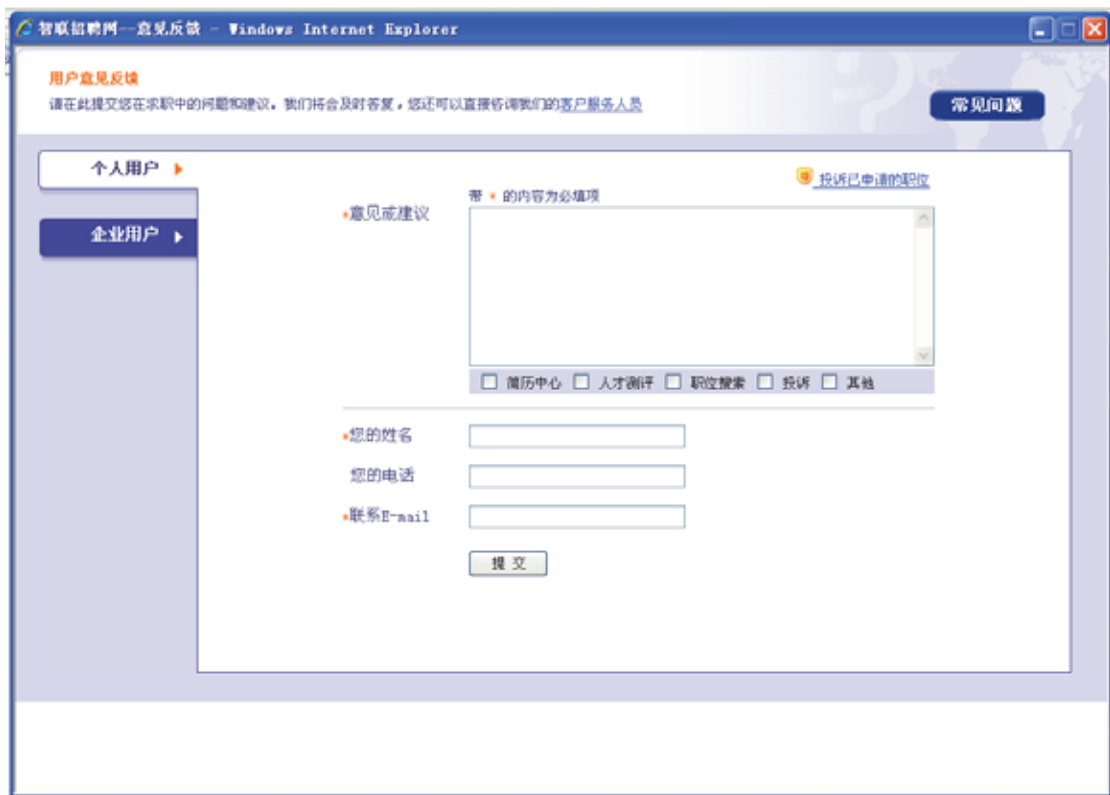 智联招聘网--意见反馈 - Windows Internet Explorer
用户意见反馈
请在此提交您在求职中的问题和建议。我们将会及时答复，您还可以直接咨询我们的客户服务人员
常见问题
个人用户
企业用户
投诉已申请的职位
带 * 的内容为必填项
*意见或建议
简历中心 人才测评 职位搜索 投诉 其他
*您的姓名
您的电话
*联系E-mail
提 交